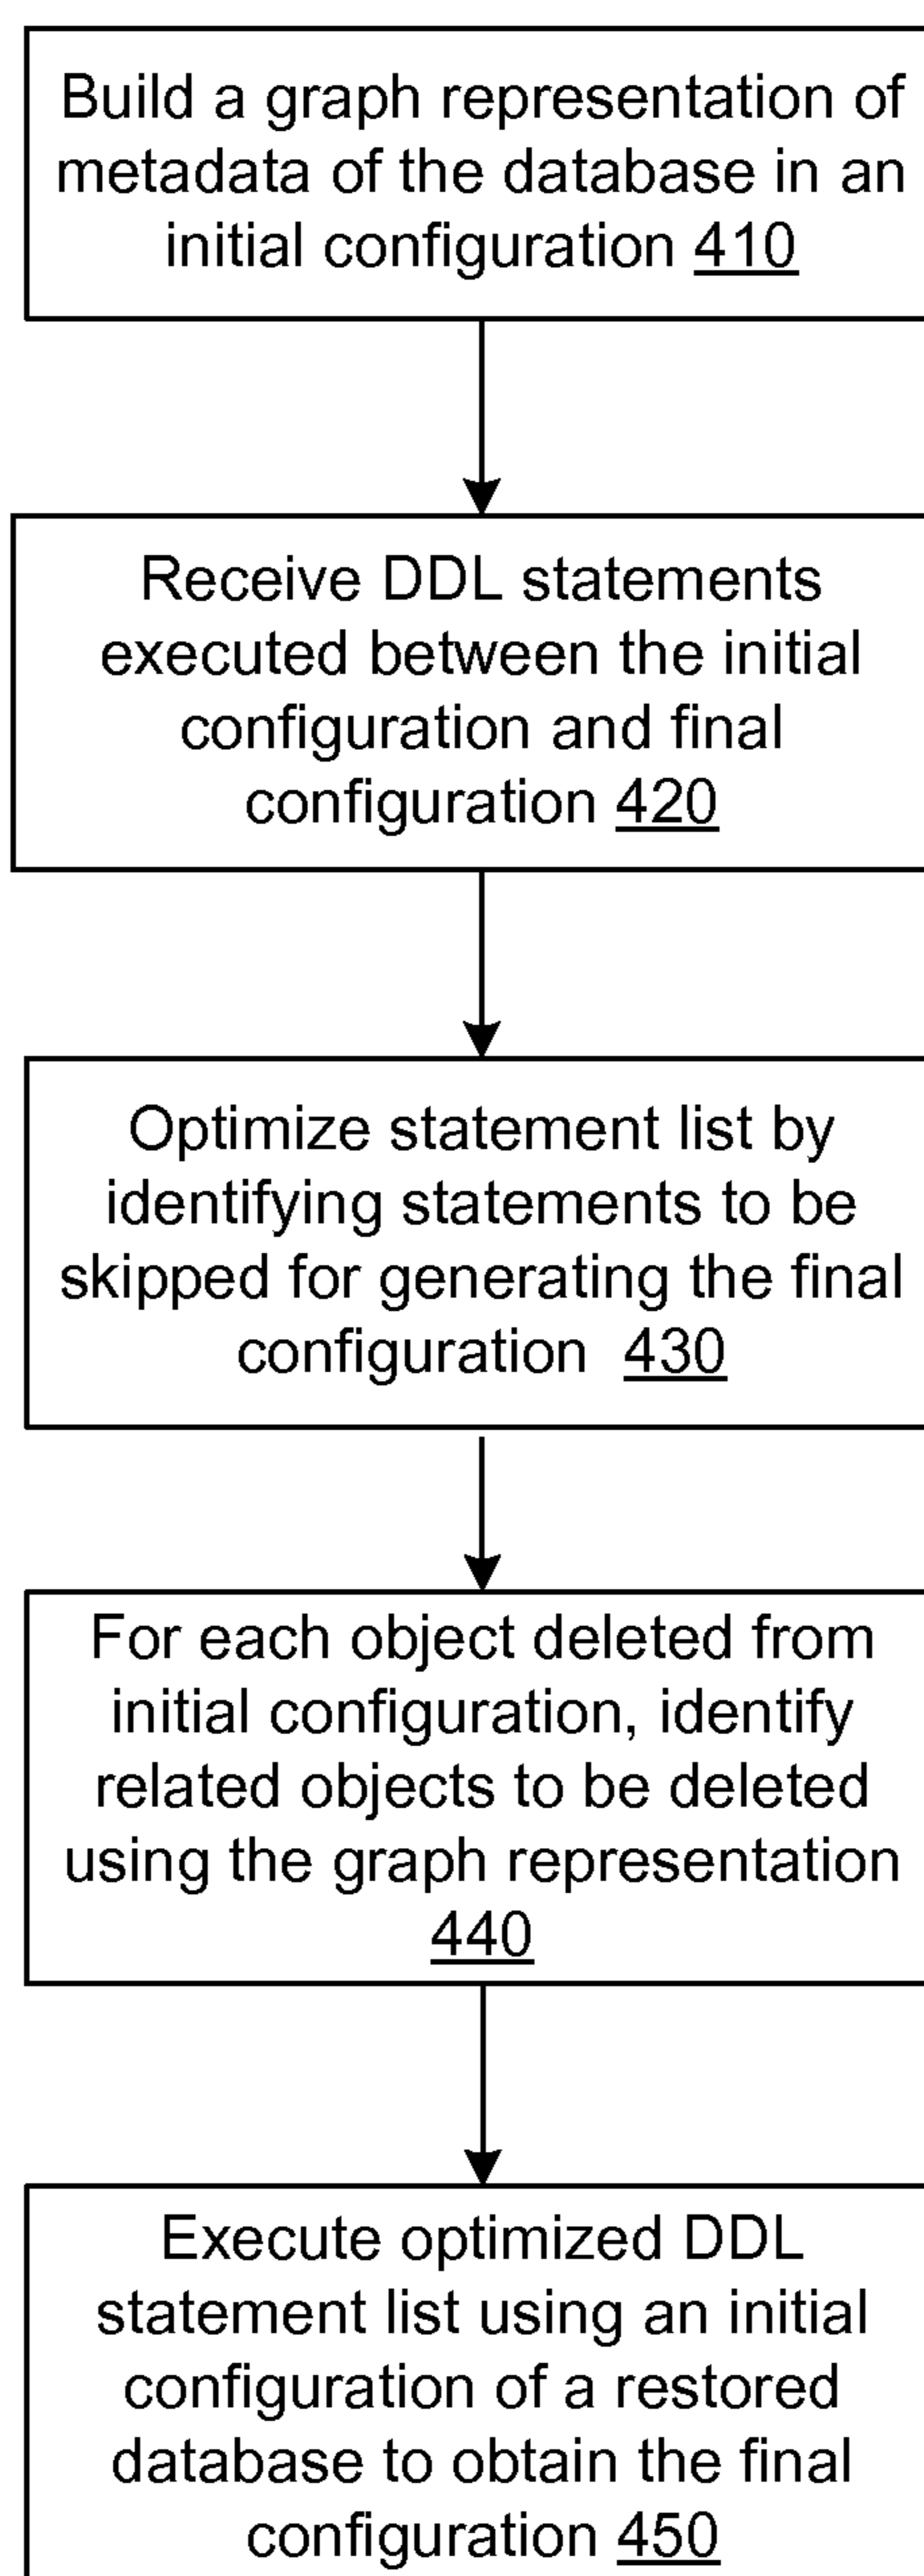 Build a graph representation of
metadata of the database in an
initial configuration 410
Receive DDL statements
executed between the initial
configuration and final
configuration 420
Optimize statement list by
identifying statements to be
skipped for generating the final
configuration 430
For each object deleted from
initial configuration, identify
related objects to be deleted
using the graph representation
440
Execute optimized DDL
statement list using an initial
configuration of a restored
database to obtain the final
configuration 450